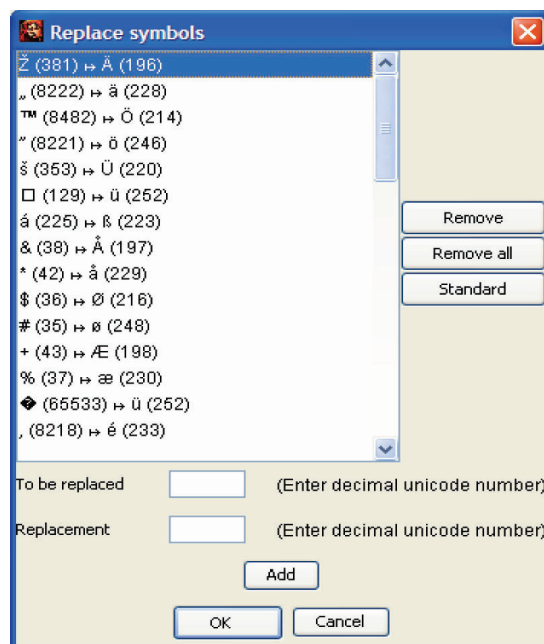 Replace symbols
Ž (381) ↦ Ä (196)
„ (8222) ↦ ä (228)
™ (8482) ↦ Ö (214)
” (8221) ↦ ö (246)
š (353) ↦ Ü (220)
□ (129) ↦ ü (252)
á (225) ↦ ß (223)
& (38) ↦ Å (197)
* (42) ↦ å (229)
$ (36) ↦ Ø (216)
# (35) ↦ ø (248)
+ (43) ↦ Æ (198)
% (37) ↦ æ (230)
� (65533) ↦ ü (252)
‚ (8218) ↦ é (233)
Remove
Remove all
Standard
To be replaced (Enter decimal unicode number)
Replacement (Enter decimal unicode number)
Add
OK Cancel